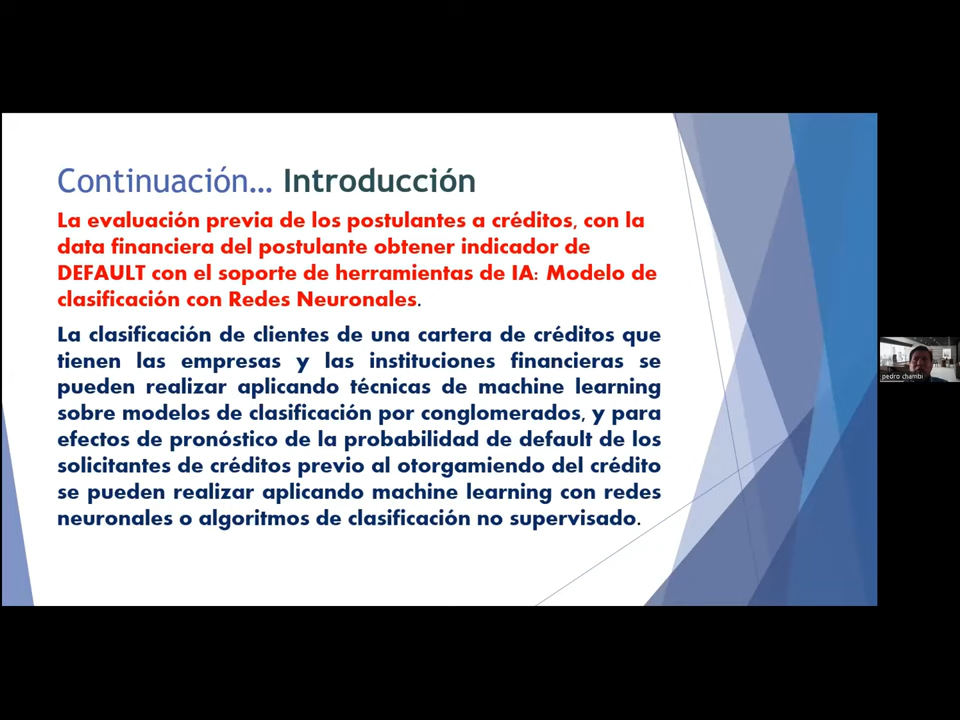 Continuación... Introducción
La evaluación previa de los postulantes a créditos, con la
data financiera del postulante obtener indicador de
DEFAULT con el soporte de herramientas de IA: Modelo de
clasificación con Redes Neuronales.
La clasificación de clientes de una cartera de créditos que
tienen las empresas y las instituciones financieras se
pueden realizar aplicando técnicas de machine learning
sobre modelos de clasificación por conglomerados, y para
efectos de pronóstico de la probabilidad de default de los
solicitantes de créditos previo al otorgamiendo del crédito
se pueden realizar aplicando machine learning con redes
neuronales o algoritmos de clasificación no supervisado.
pedro chambi